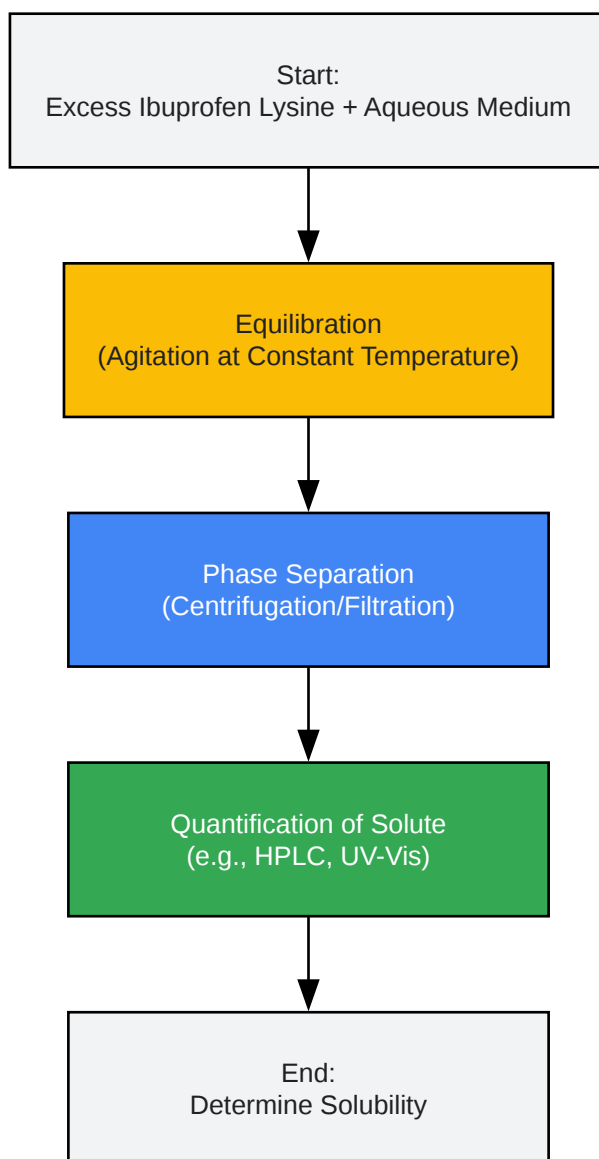 Start:
Excess Ibuprofen Lysine + Aqueous Medium
Equilibration
(Agitation at Constant Temperature)
Phase Separation
(Centrifugation/Filtration)
Quantification of Solute
(e.g., HPLC, UV-Vis)
End:
Determine Solubility